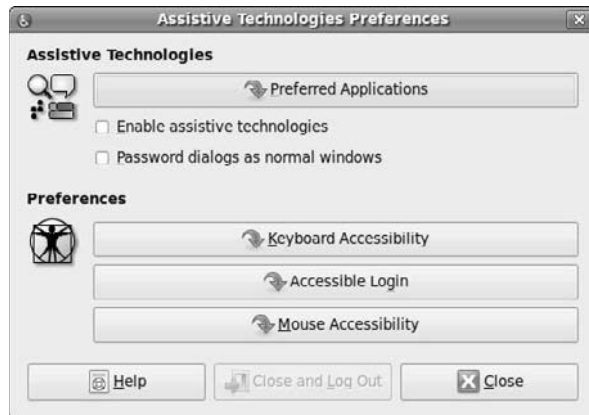 Assistive Technologies Preferences
Assistive Technologies
Preferred Applications
Enable assistive technologies
Password dialogs as normal windows
Preferences
Keyboard Accessibility
Accessible Login
Mouse Accessibility
Help
Close and Log Out
Close